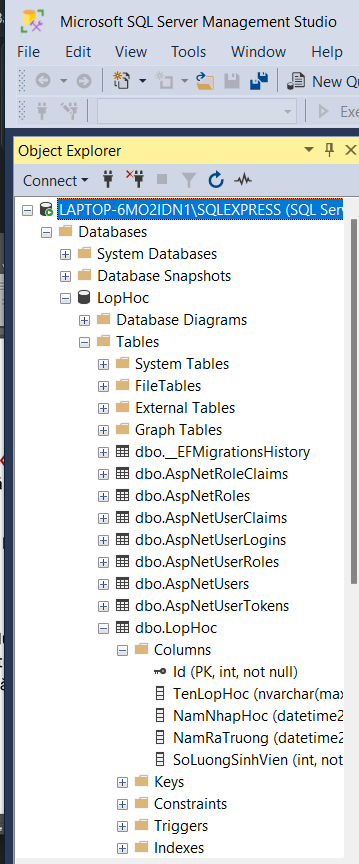 Microsoft SQL Server Management Studio
File Edit View Tools Window Help
New Qu
Exe
Object Explorer
Connect
LAPTOP-6MO2IDN1\SQLEXPRESS (SQL Ser
Databases
System Databases
Database Snapshots
LopHoc
Database Diagrams
Tables
System Tables
FileTables
External Tables
Graph Tables
dbo.__EFMigrationsHistory
dbo.AspNetRoleClaims
dbo.AspNetRoles
dbo.AspNetUserClaims
dbo.AspNetUserLogins
dbo.AspNetUserRoles
dbo.AspNetUsers
dbo.AspNetUserTokens
dbo.LopHoc
Columns
Id (PK, int, not null)
TenLopHoc (nvarchar(max
NamNhapHoc (datetime2
NamRaTruong (datetime2
SoLuongSinhVien (int, not
Keys
Constraints
Triggers
Indexes